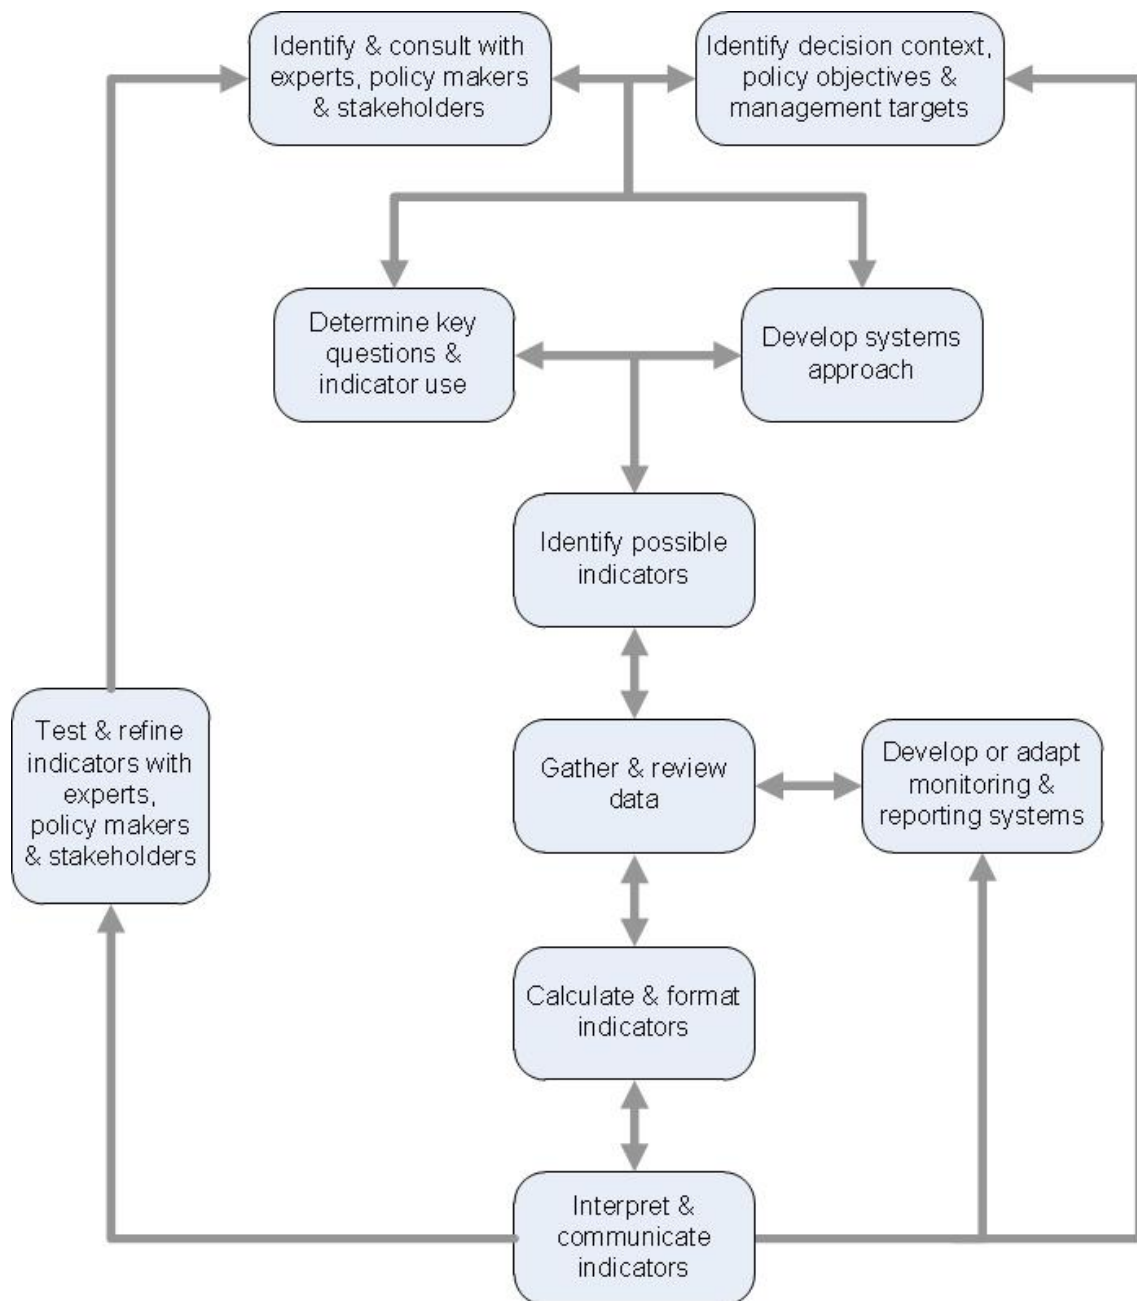 Identify & consult with
experts, policy makers
& stakeholders
Identify decision context,
policy objectives &
management targets
Determine key
questions &
indicator use
Develop systems
approach
Identify possible
indicators
Test & refine
indicators with
experts,
policy makers
& stakeholders
Gather & review
data
Develop or adapt
monitoring &
reporting systems
Calculate & format
indicators
Interpret &
communicate
indicators